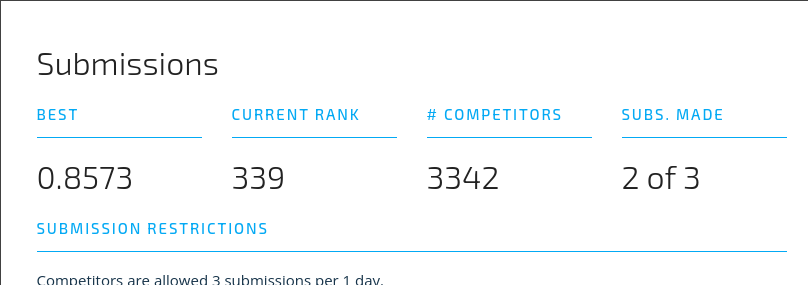 Submissions
BEST CURRENT RANK # COMPETITORS SUBS. MADE
0.8573 339 3342 2 of 3
SUBMISSION RESTRICTIONS
Competitors are allowed 3 submissions per 1 day.